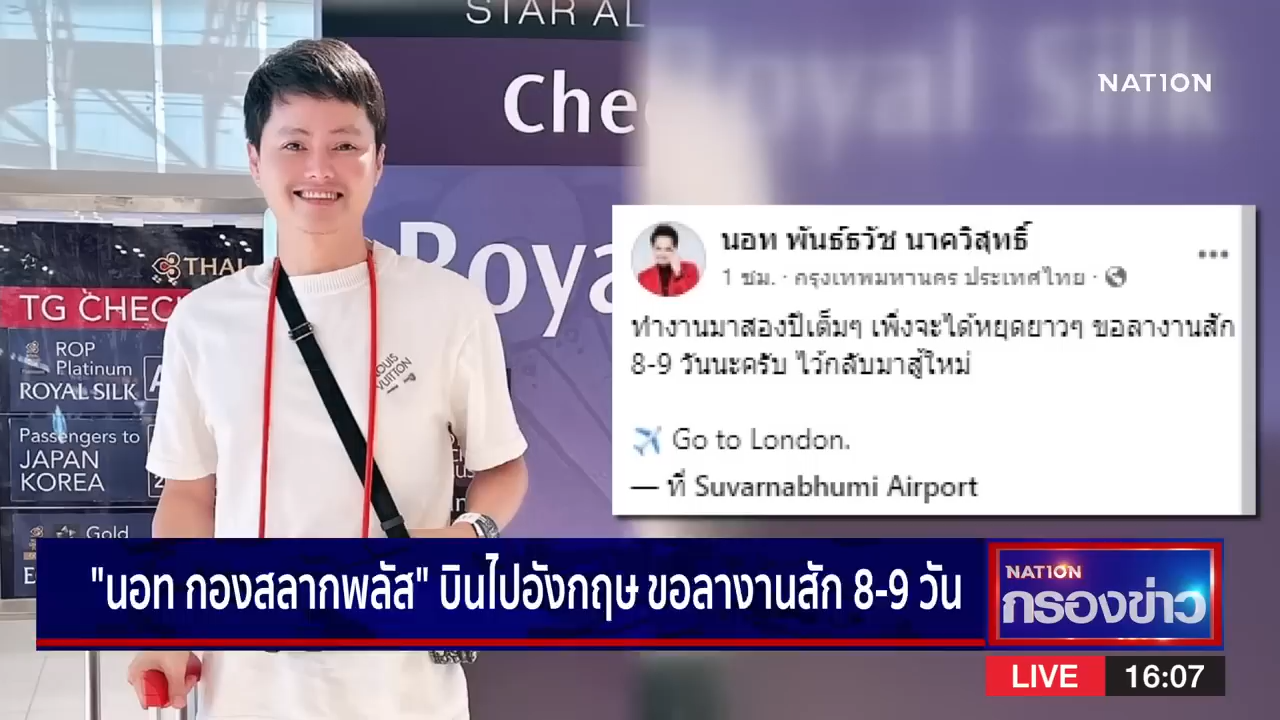 STAR AL
Che
Royal Silk
Roya
NATION
THAI
TG CHEC
ROP
Platinum
ROYAL SILK
A
Passengers to
JAPAN
KOREA
Gold
LOUIS
VUITTON
นอท พันธ์ธวัช นาควิสุทธิ์
1 ชม. · กรุงเทพมหานคร ประเทศไทย ·
ทำงานมาสองปีเต็มๆ เพิ่งจะได้หยุดยาวๆ ขอลางานสัก
8-9 วันนะครับ ไว้กลับมาสู้ใหม่
✈️ Go to London.
— ที่ Suvarnabhumi Airport
"นอท กองสลากพลัส" บินไปอังกฤษ ขอลางานสัก 8-9 วัน
NATION
กรองข่าว
LIVE 16:07